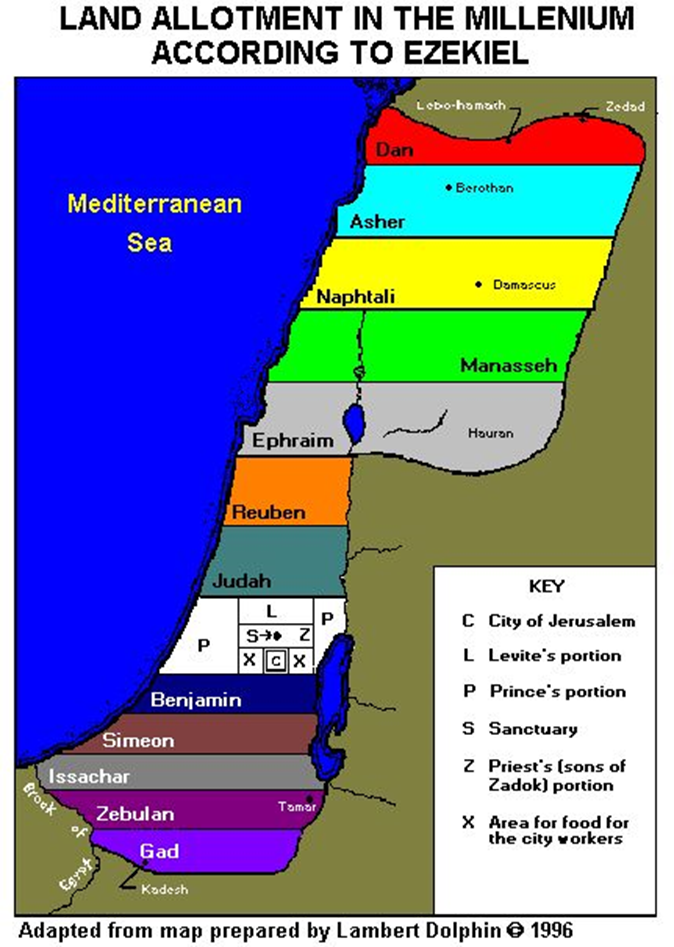 LAND ALLOTMENT IN THE MILLENIUM
ACCORDING TO EZEKIEL
Lebo-hamath
Zedad
Dan
Berothan
Mediterranean
Sea
Asher
Damascus
Naphtali
Manasseh
Ephraim
Hauran
Reuben
Judah
L
P
P
S Z
X C X
Benjamin
Simeon
Issachar
Zebulan
Tamar
Gad
Kadesh
Brook
of
Egypt
KEY
C City of Jerusalem
L Levite's portion
P Prince's portion
S Sanctuary
Z Priest's (sons of
Zadok) portion
X Area for food for
the city workers
Adapted from map prepared by Lambert Dolphin @ 1996